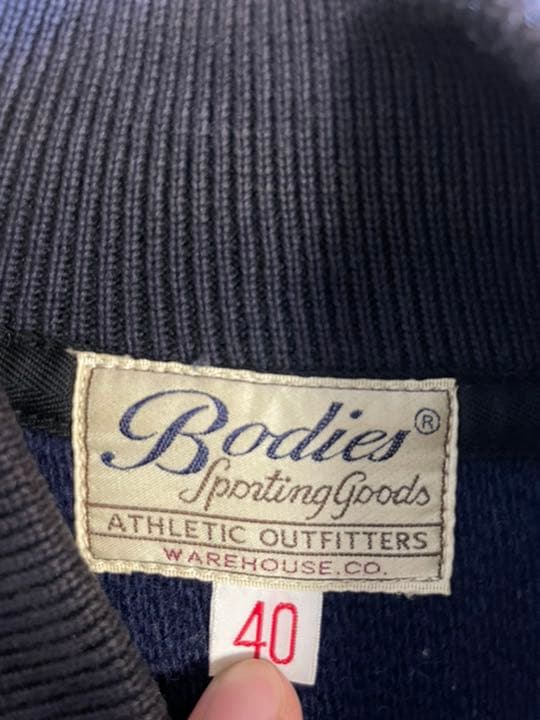 Bodies ®
Sporting Goods
ATHLETIC OUTFITTERS
WAREHOUSE.CO.
40